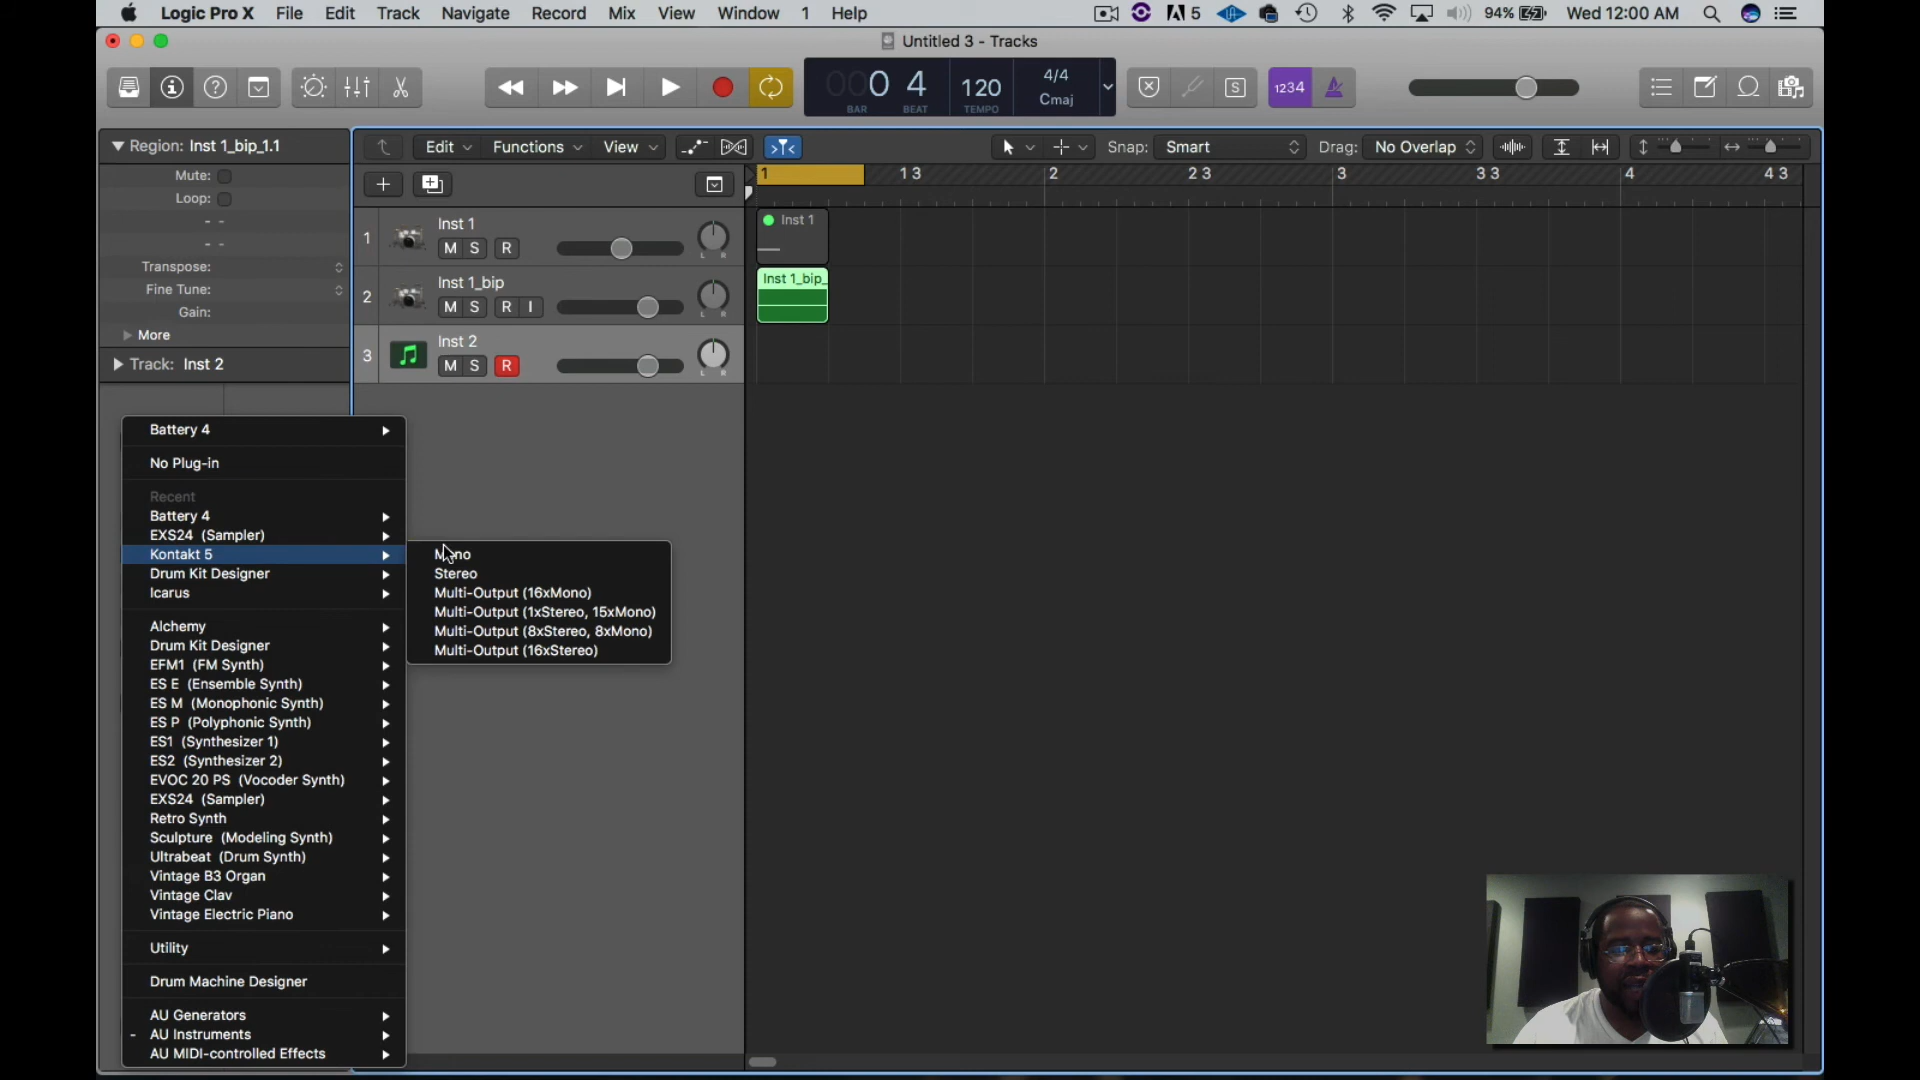 Logic Pro X File Edit Track Navigate Record Mix View Window 1 Help 5 94% Wed 12:00 AM
Untitled 3 - Tracks
0 4 120 4/4 Cmaj
BAR BEAT TEMPO
S 1234
Region: Inst 1_bip_1.1
Mute:
Loop:
- -
- -
Transpose:
Fine Tune:
Gain:
More
Track: Inst 2
Edit Functions View Snap: Smart Drag: No Overlap
1 1 3 2 2 3 3 3 3 4 4 3
1 Inst 1
M S R L R
2 Inst 1_bip
M S R I L R
3 Inst 2
M S R L R
Inst 1
Inst 1_bip_
Battery 4
No Plug-in
Recent
Battery 4
EXS24 (Sampler)
Kontakt 5
Drum Kit Designer
Icarus
Alchemy
Drum Kit Designer
EFM1 (FM Synth)
ES E (Ensemble Synth)
ES M (Monophonic Synth)
ES P (Polyphonic Synth)
ES1 (Synthesizer 1)
ES2 (Synthesizer 2)
EVOC 20 PS (Vocoder Synth)
EXS24 (Sampler)
Retro Synth
Sculpture (Modeling Synth)
Ultrabeat (Drum Synth)
Vintage B3 Organ
Vintage Clav
Vintage Electric Piano
Utility
Drum Machine Designer
AU Generators
- AU Instruments
AU MIDI-controlled Effects
Mono
Stereo
Multi-Output (16xMono)
Multi-Output (1xStereo, 15xMono)
Multi-Output (8xStereo, 8xMono)
Multi-Output (16xStereo)